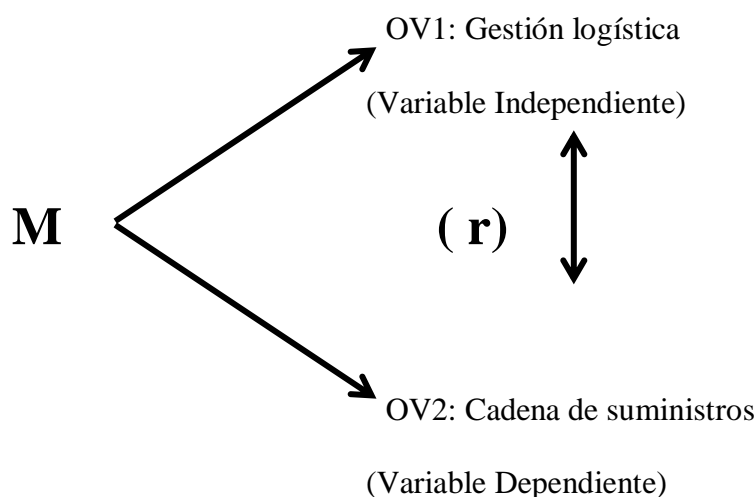 OV1: Gestión logística
(Variable Independiente)
M
( r)
OV2: Cadena de suministros
(Variable Dependiente)